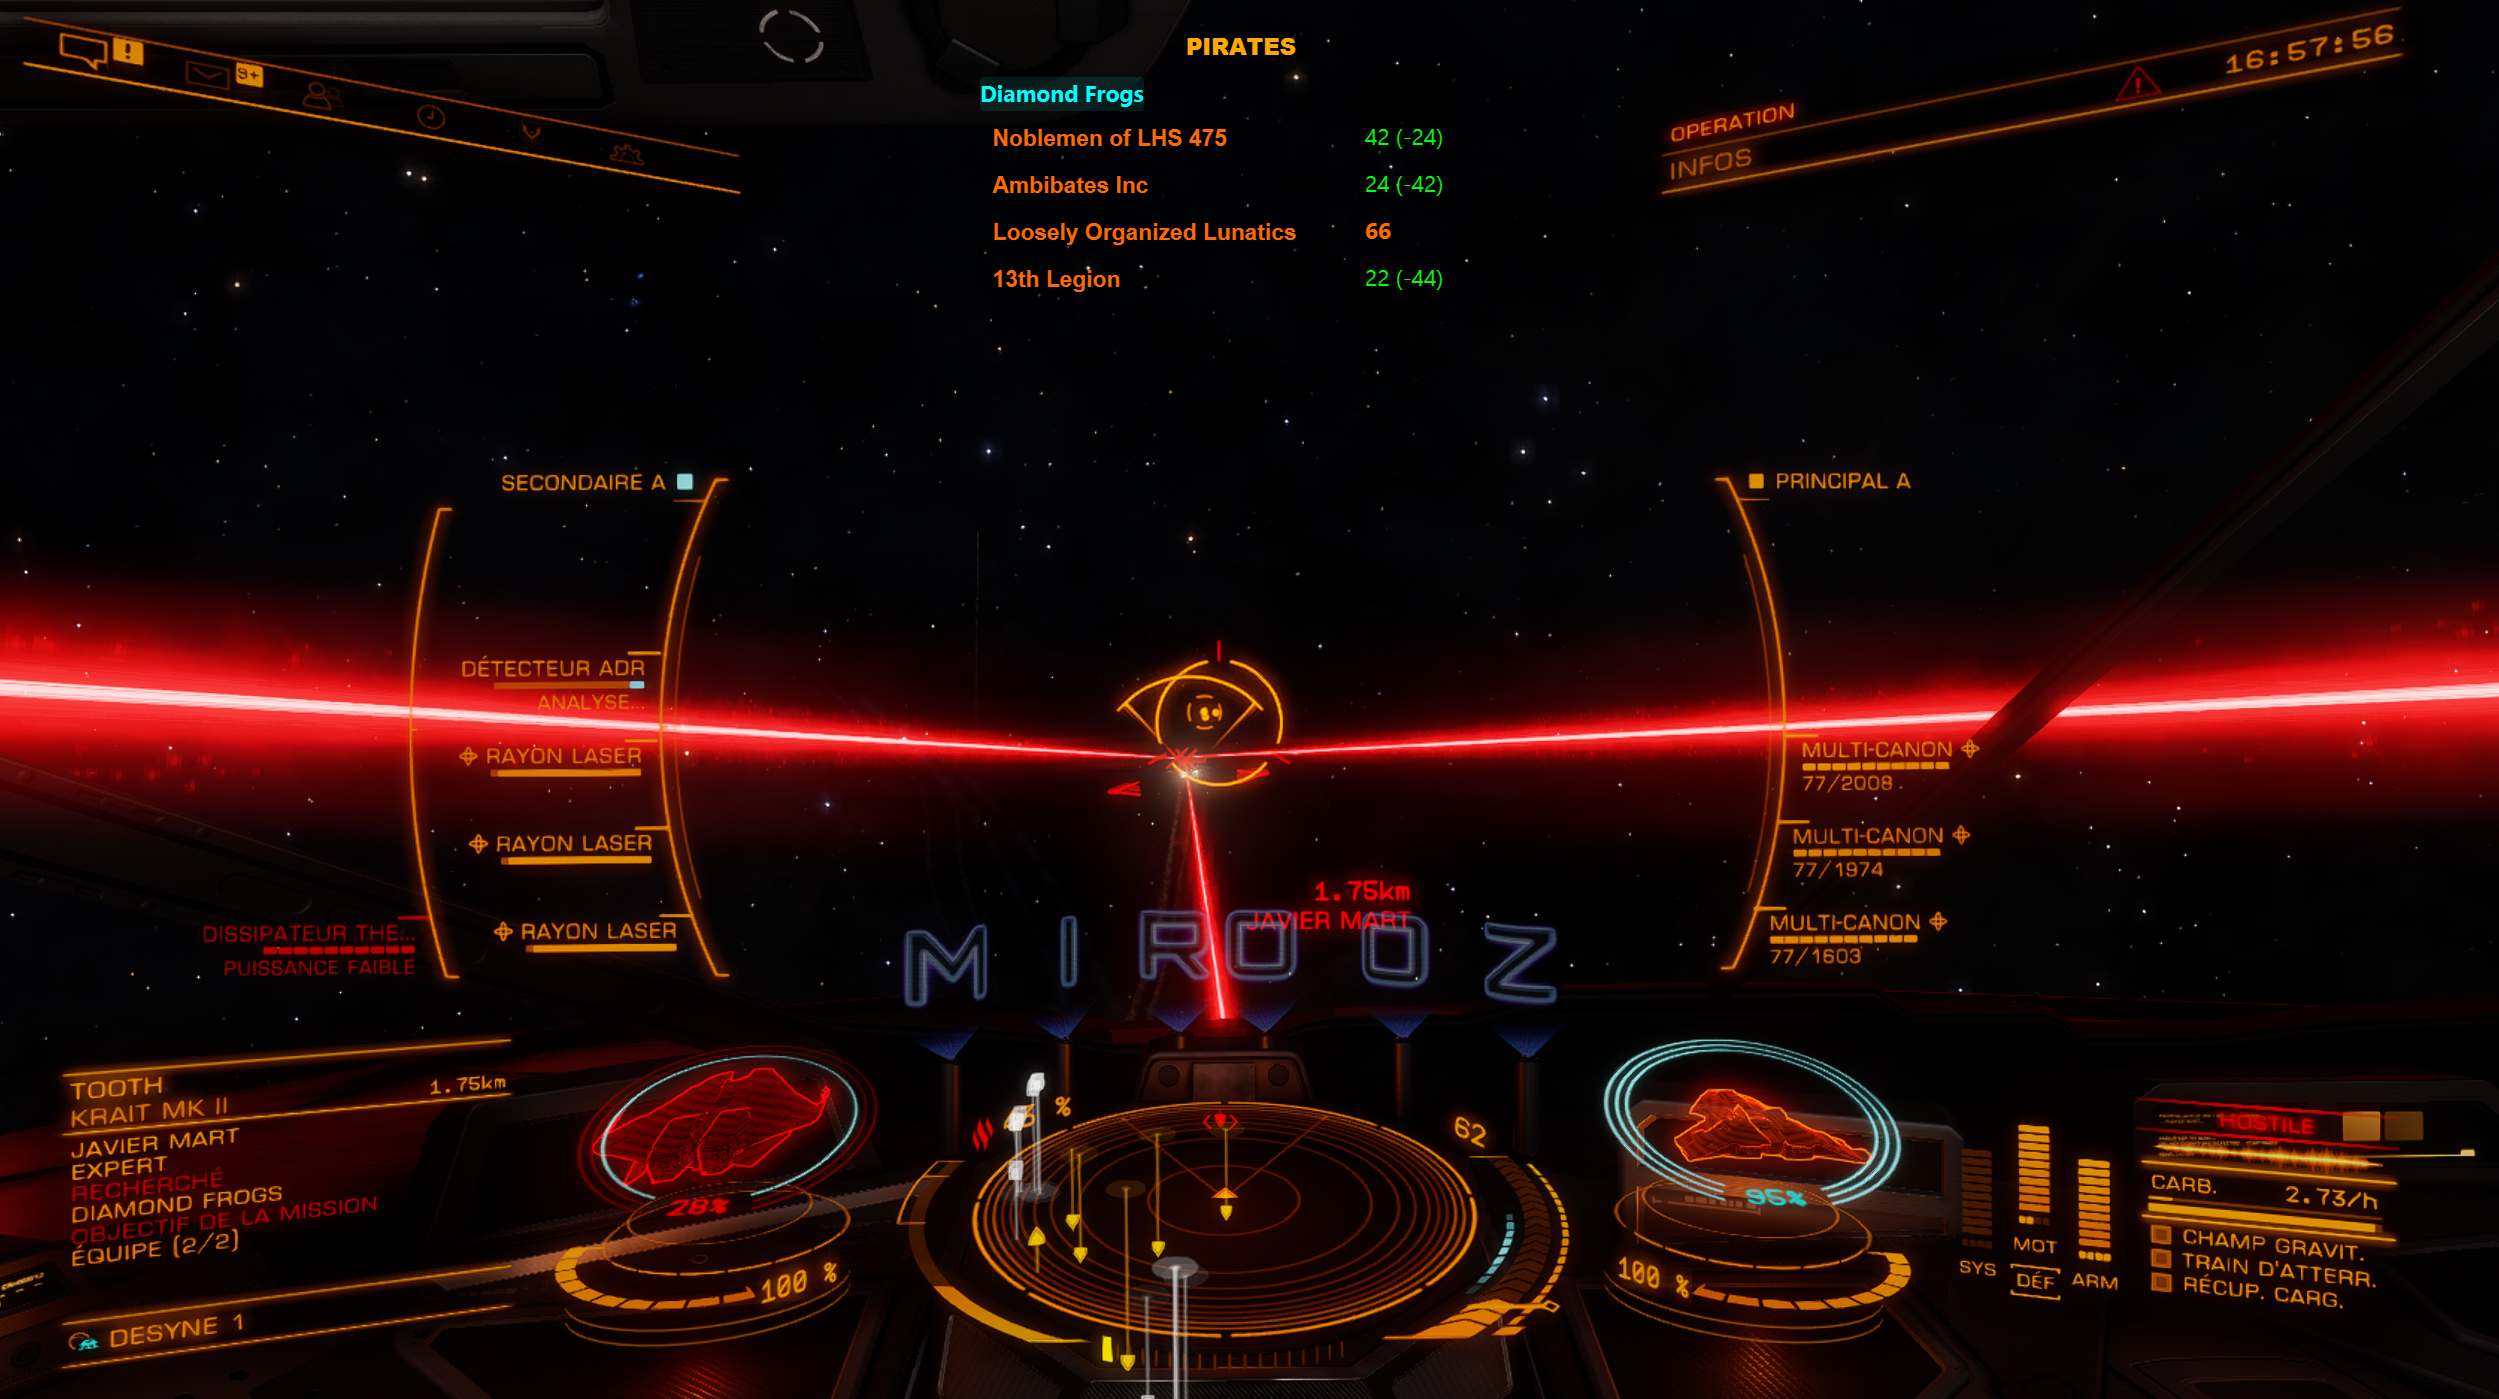 PIRATES
Diamond Frogs
Noblemen of LHS 475 42 (-24)
Ambibates Inc 24 (-42)
Loosely Organized Lunatics 66
13th Legion 22 (-44)
!
9+
OPERATION
INFOS
16:57:56
SECONDAIRE A
DÉTECTEUR ADR
ANALYSE...
RAYON LASER
RAYON LASER
RAYON LASER
DISSIPATEUR THE...
PUISSANCE FAIBLE
PRINCIPAL A
MULTI-CANON
77/2008
MULTI-CANON
77/1974
MULTI-CANON
77/1603
1.75km
JAVIER MART
MIROOZ
TOOTH
KRAIT MK II
1.75km
JAVIER MART
EXPERT
RECHERCHÉ
DIAMOND FROGS
OBJECTIF DE LA MISSION
ÉQUIPE (2/2)
DESYNE 1
28%
100 %
%
62
95%
100 %
SYS
MOT
DÉF
ARM
HOSTILE
CARB. 2.73/h
CHAMP GRAVIT.
TRAIN D'ATTERR.
RÉCUP. CARG.